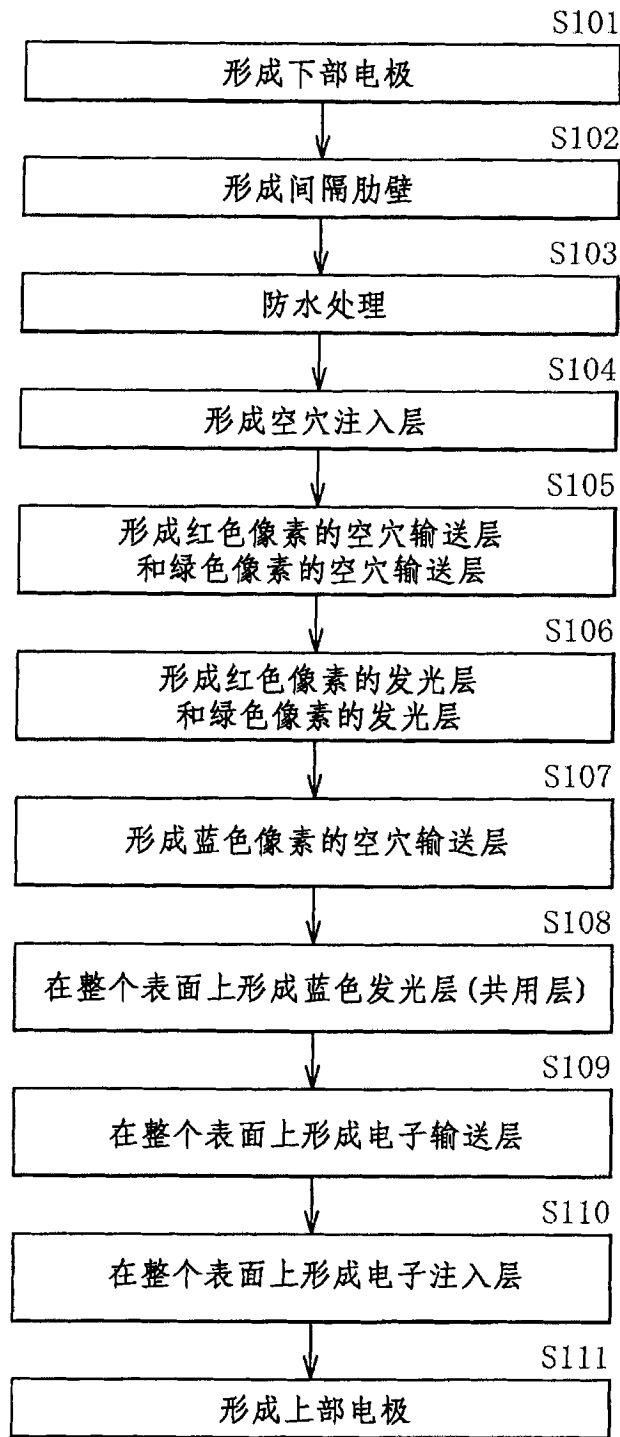 S101
形成下部电极
S102
形成间隔肋壁
S103
防水处理
S104
形成空穴注入层
S105
形成红色像素的空穴输送层
和绿色像素的空穴输送层
S106
形成红色像素的发光层
和绿色像素的发光层
S107
形成蓝色像素的空穴输送层
S108
在整个表面上形成蓝色发光层(共用层)
S109
在整个表面上形成电子输送层
S110
在整个表面上形成电子注入层
S111
形成上部电极